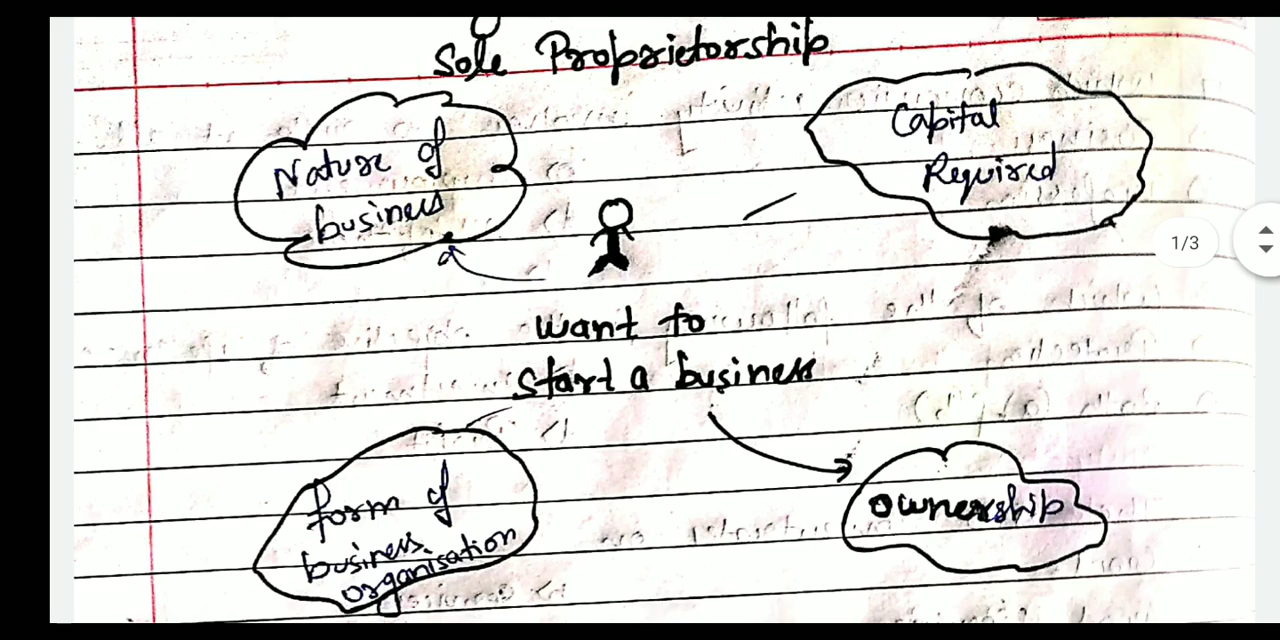 Sole Proprietorship
Nature of
business
Capital
Required
1/3
want to
start a business
form of
business
organisation
ownership